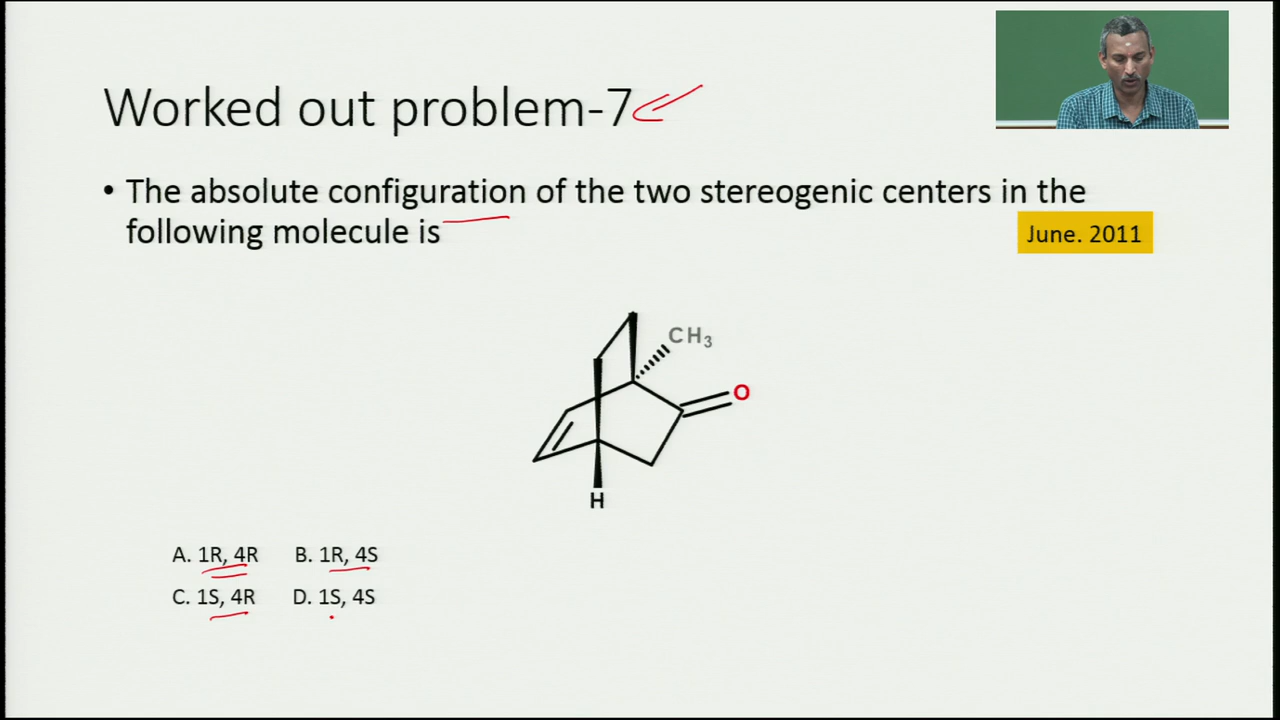 Worked out problem-7
• The absolute configuration of the two stereogenic centers in the
following molecule is
June. 2011
CH3
O
H
A. 1R, 4R B. 1R, 4S
C. 1S, 4R D. 1S, 4S